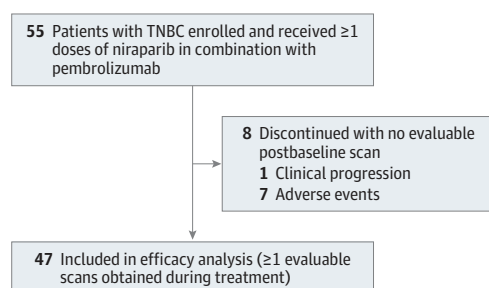 55 Patients with TNBC enrolled and received ≥1
doses of niraparib in combination with
pembrolizumab
8 Discontinued with no evaluable
postbaseline scan
1 Clinical progression
7 Adverse events
47 Included in efficacy analysis (≥1 evaluable
scans obtained during treatment)